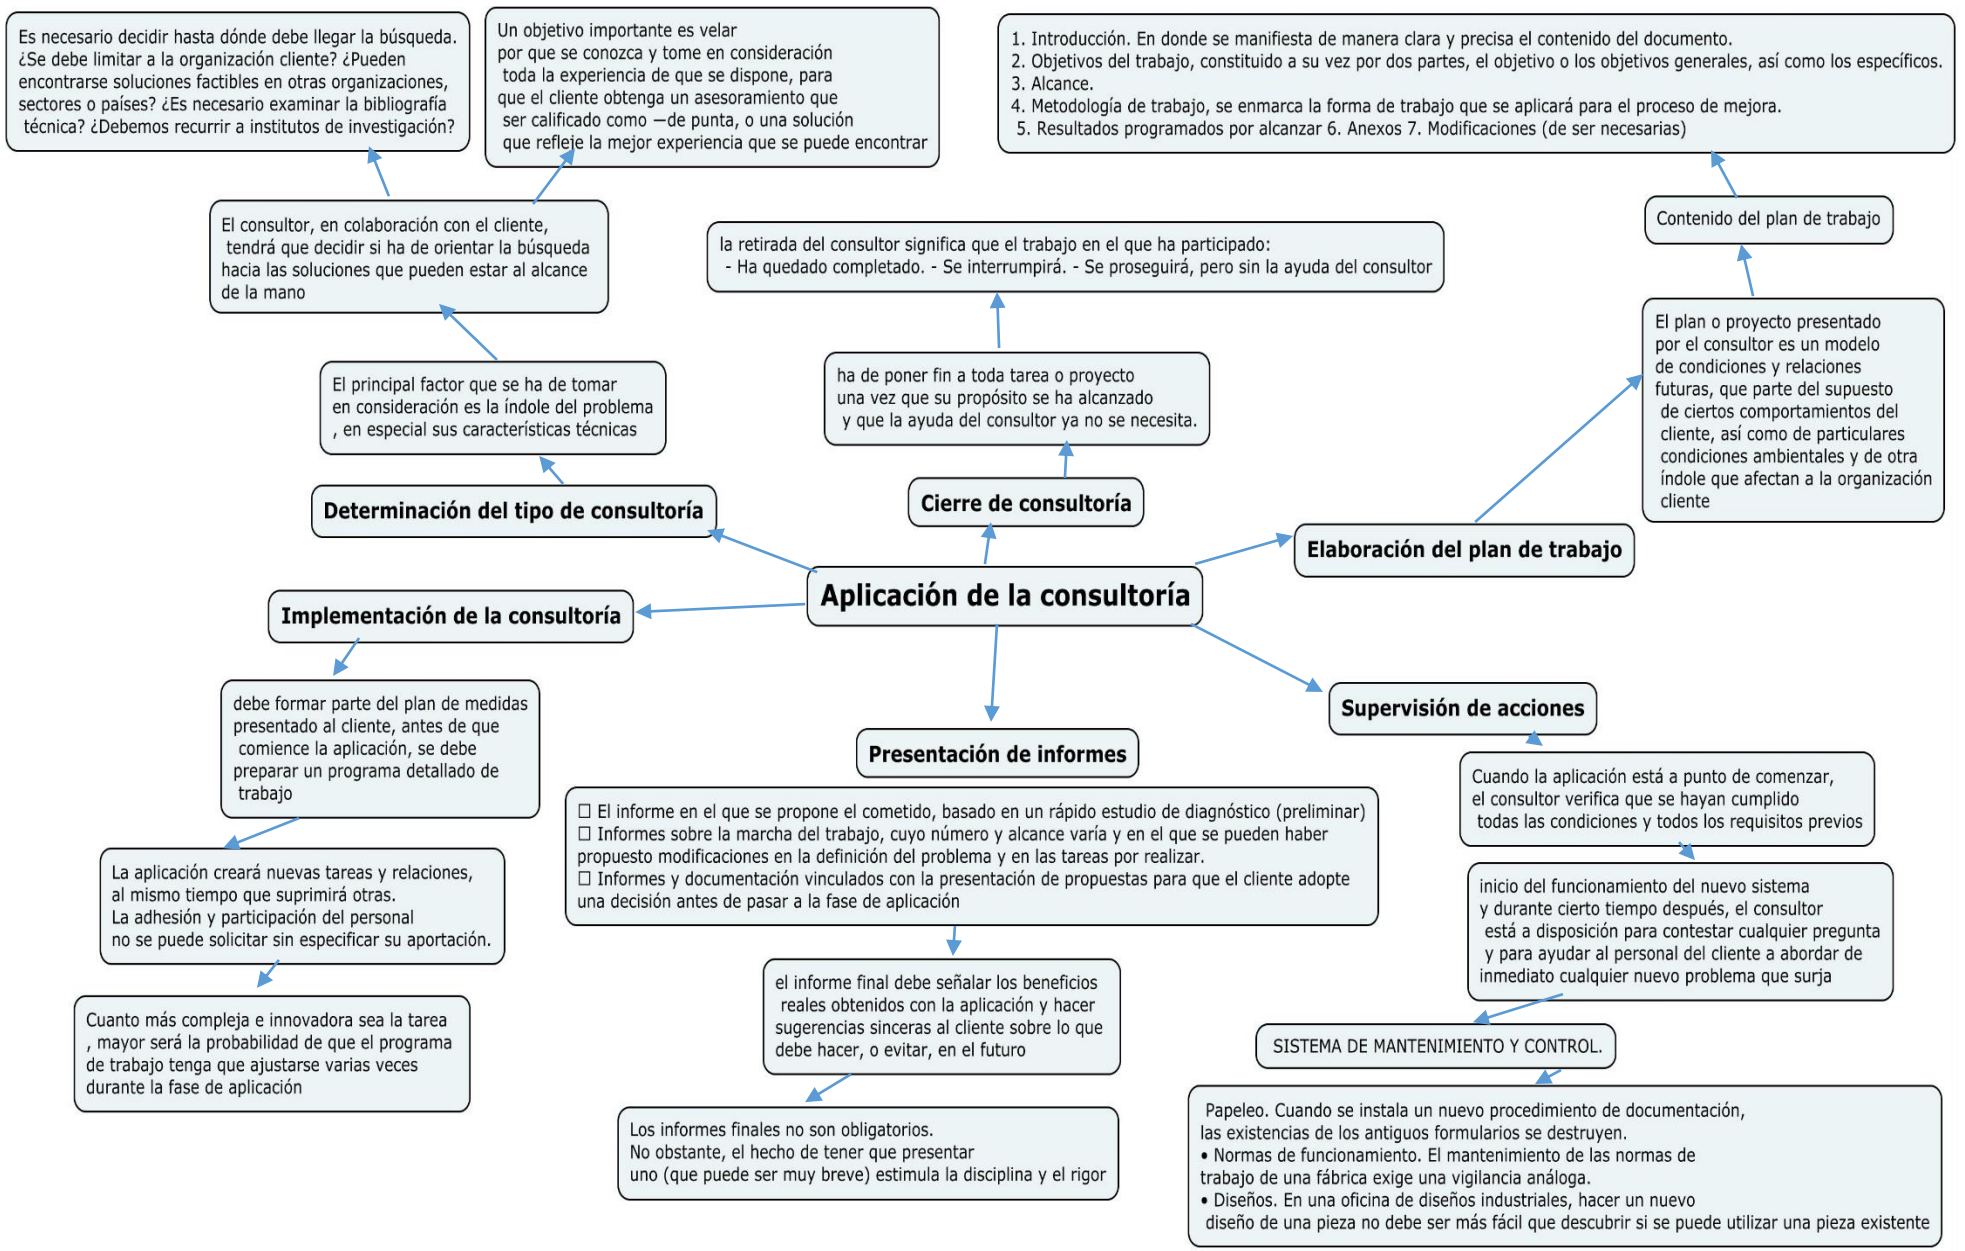 Es necesario decidir hasta dónde debe llegar la búsqueda.
¿Se debe limitar a la organización cliente? ¿Pueden
encontrarse soluciones factibles en otras organizaciones,
sectores o países? ¿Es necesario examinar la bibliografía
técnica? ¿Debemos recurrir a institutos de investigación?
Un objetivo importante es velar
por que se conozca y tome en consideración
toda la experiencia de que se dispone, para
que el cliente obtenga un asesoramiento que
ser calificado como —de punta, o una solución
que refleje la mejor experiencia que se puede encontrar
1. Introducción. En donde se manifiesta de manera clara y precisa el contenido del documento.
2. Objetivos del trabajo, constituido a su vez por dos partes, el objetivo o los objetivos generales, así como los específicos.
3. Alcance.
4. Metodología de trabajo, se enmarca la forma de trabajo que se aplicará para el proceso de mejora.
5. Resultados programados por alcanzar 6. Anexos 7. Modificaciones (de ser necesarias)
El consultor, en colaboración con el cliente,
tendrá que decidir si ha de orientar la búsqueda
hacia las soluciones que pueden estar al alcance
de la mano
la retirada del consultor significa que el trabajo en el que ha participado:
- Ha quedado completado. - Se interrumpirá. - Se proseguirá, pero sin la ayuda del consultor
Contenido del plan de trabajo
El plan o proyecto presentado
por el consultor es un modelo
de condiciones y relaciones
futuras, que parte del supuesto
de ciertos comportamientos del
cliente, así como de particulares
condiciones ambientales y de otra
índole que afectan a la organización
cliente
El principal factor que se ha de tomar
en consideración es la índole del problema
, en especial sus características técnicas
ha de poner fin a toda tarea o proyecto
una vez que su propósito se ha alcanzado
y que la ayuda del consultor ya no se necesita.
Determinación del tipo de consultoría
Cierre de consultoría
Elaboración del plan de trabajo
Aplicación de la consultoría
Implementación de la consultoría
debe formar parte del plan de medidas
presentado al cliente, antes de que
comience la aplicación, se debe
preparar un programa detallado de
trabajo
La aplicación creará nuevas tareas y relaciones,
al mismo tiempo que suprimirá otras.
La adhesión y participación del personal
no se puede solicitar sin especificar su aportación.
Cuanto más compleja e innovadora sea la tarea
, mayor será la probabilidad de que el programa
de trabajo tenga que ajustarse varias veces
durante la fase de aplicación
Presentación de informes
□ El informe en el que se propone el cometido, basado en un rápido estudio de diagnóstico (preliminar)
□ Informes sobre la marcha del trabajo, cuyo número y alcance varía y en el que se pueden haber
propuesto modificaciones en la definición del problema y en las tareas por realizar.
□ Informes y documentación vinculados con la presentación de propuestas para que el cliente adopte
una decisión antes de pasar a la fase de aplicación
el informe final debe señalar los beneficios
reales obtenidos con la aplicación y hacer
sugerencias sinceras al cliente sobre lo que
debe hacer, o evitar, en el futuro
Los informes finales no son obligatorios.
No obstante, el hecho de tener que presentar
uno (que puede ser muy breve) estimula la disciplina y el rigor
Supervisión de acciones
Cuando la aplicación está a punto de comenzar,
el consultor verifica que se hayan cumplido
todas las condiciones y todos los requisitos previos
inicio del funcionamiento del nuevo sistema
y durante cierto tiempo después, el consultor
está a disposición para contestar cualquier pregunta
y para ayudar al personal del cliente a abordar de
inmediato cualquier nuevo problema que surja
SISTEMA DE MANTENIMIENTO Y CONTROL.
Papeleo. Cuando se instala un nuevo procedimiento de documentación,
las existencias de los antiguos formularios se destruyen.
• Normas de funcionamiento. El mantenimiento de las normas de
trabajo de una fábrica exige una vigilancia análoga.
• Diseños. En una oficina de diseños industriales, hacer un nuevo
diseño de una pieza no debe ser más fácil que descubrir si se puede utilizar una pieza existente